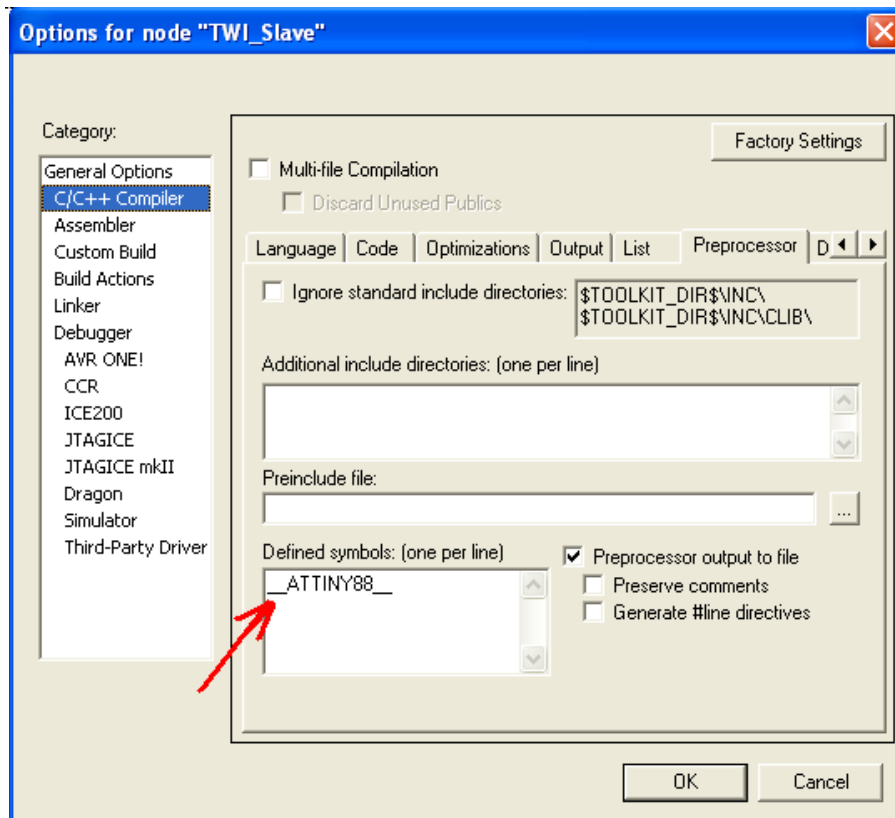 Options for node "TWI_Slave"
Category:
General Options
C/C++ Compiler
Assembler
Custom Build
Build Actions
Linker
Debugger
AVR ONE!
CCR
ICE200
JTAGICE
JTAGICE mkII
Dragon
Simulator
Third-Party Driver
Factory Settings
Multi-file Compilation
Discard Unused Publics
Language Code Optimizations Output List Preprocessor D
Ignore standard include directories:
$TOOLKIT_DIR$\INC\
$TOOLKIT_DIR$\INC\CLIB\
Additional include directories: (one per line)
Preinclude file:
...
Defined symbols: (one per line)
__ATTINY88__
Preprocessor output to file
Preserve comments
Generate #line directives
OK Cancel